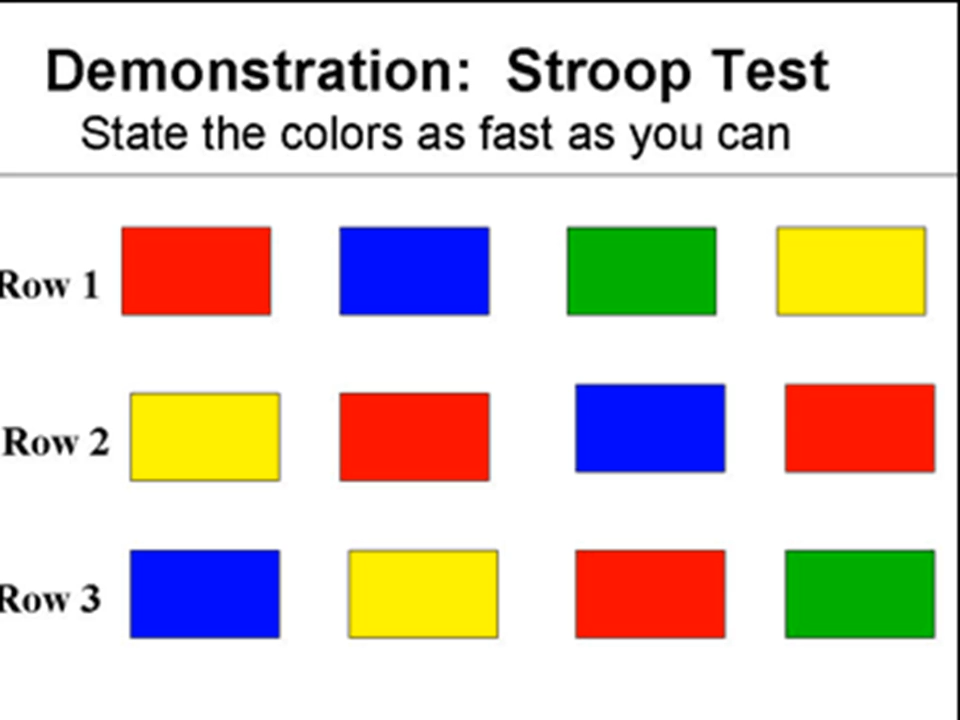 Demonstration: Stroop Test
State the colors as fast as you can
Row 1
Row 2
Row 3